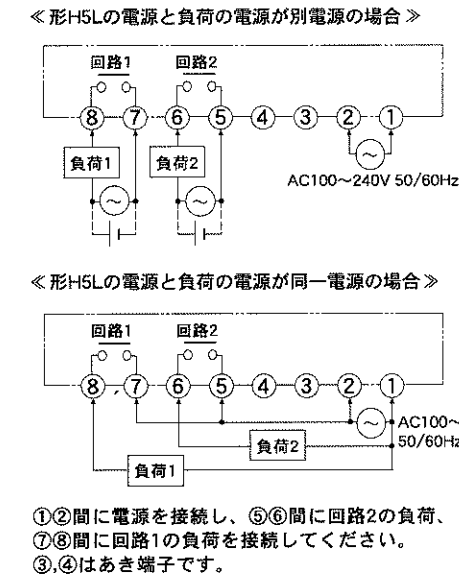 ≪形H5Lの電源と負荷の電源が別電源の場合≫
回路1 回路2
⑧ ⑦ ⑥ ⑤ ④ ③ ② ①
負荷1 負荷2
AC100～240V 50/60Hz
≪形H5Lの電源と負荷の電源が同一電源の場合≫
回路1 回路2
⑧ ⑦ ⑥ ⑤ ④ ③ ② ①
AC100～
負荷2 50/60Hz
負荷1
①②間に電源を接続し、⑤⑥間に回路2の負荷、
⑦⑧間に回路1の負荷を接続してください。
③,④はあき端子です。